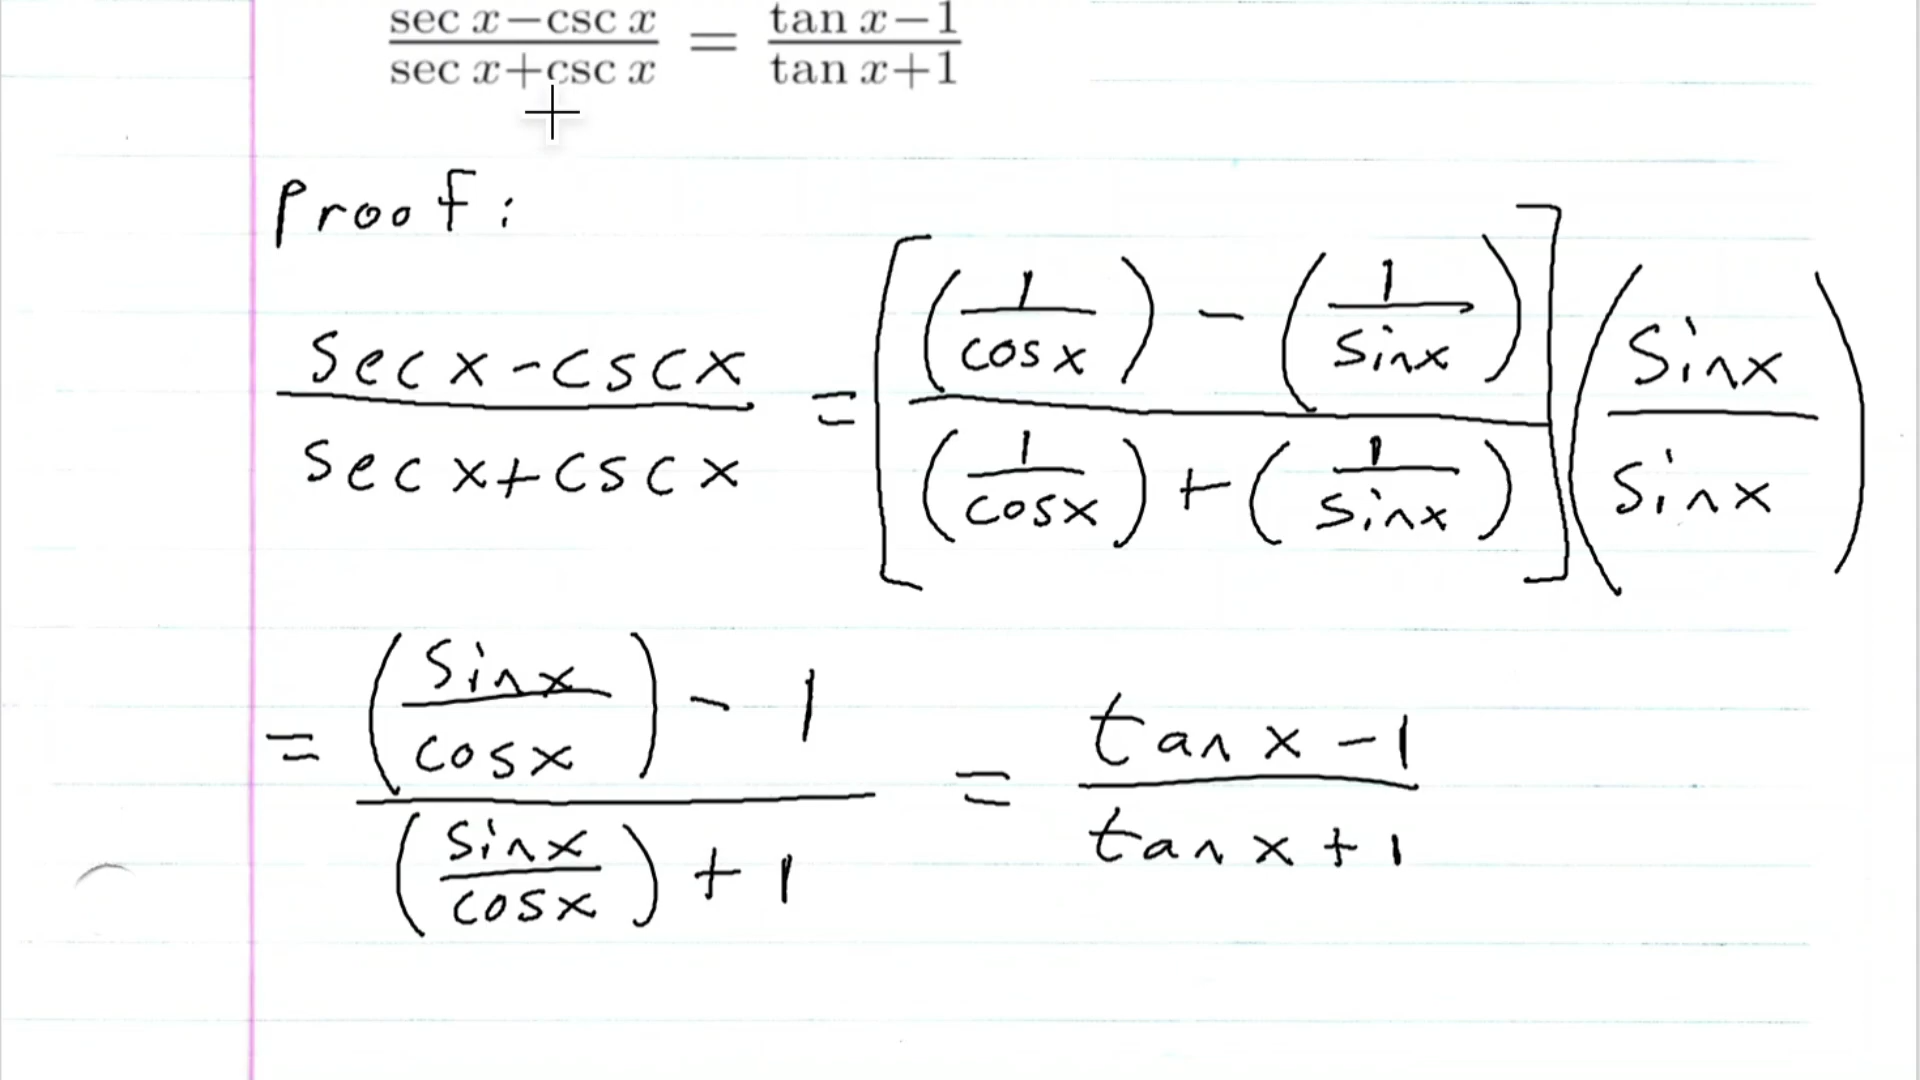 sec x−csc x / sec x+csc x = tan x−1 / tan x+1
Proof:
sec x - csc x / sec x + csc x = [ (1/cos x) - (1/sin x) / (1/cos x) + (1/sin x) ] (sin x / sin x)
= (sin x / cos x) - 1 / (sin x / cos x) + 1 = tan x - 1 / tan x + 1